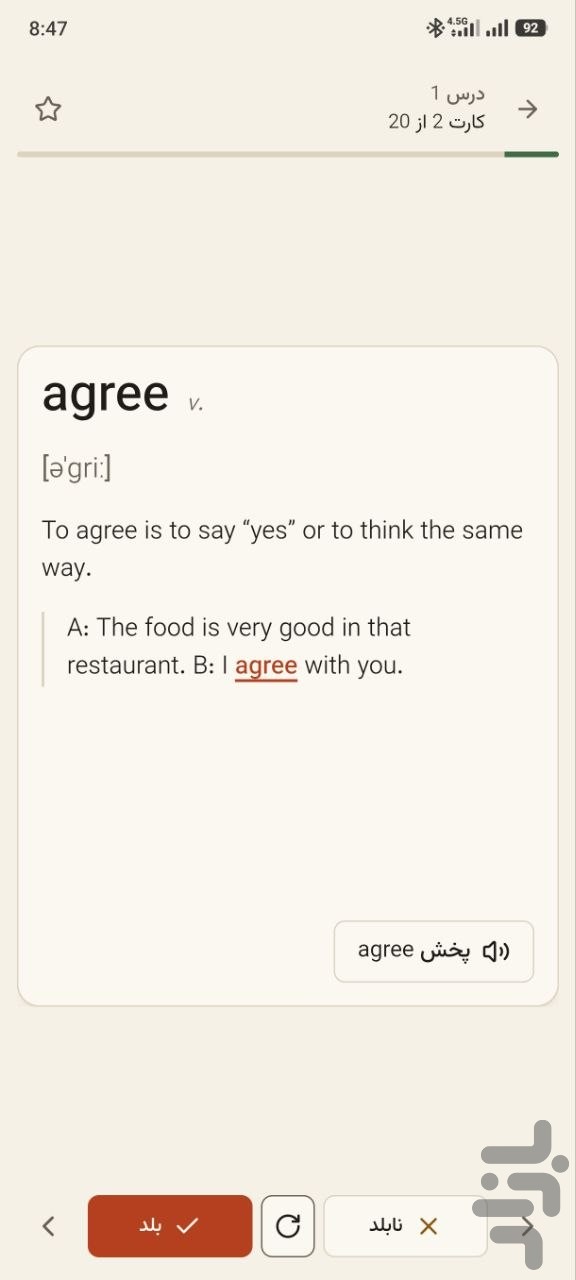 8:47
4.5G
92
درس 1
کارت 2 از 20
agree v.
[ə'gri:]
To agree is to say “yes” or to think the same
way.
A: The food is very good in that
restaurant. B: I agree with you.
پخش agree
نابلد
بلد